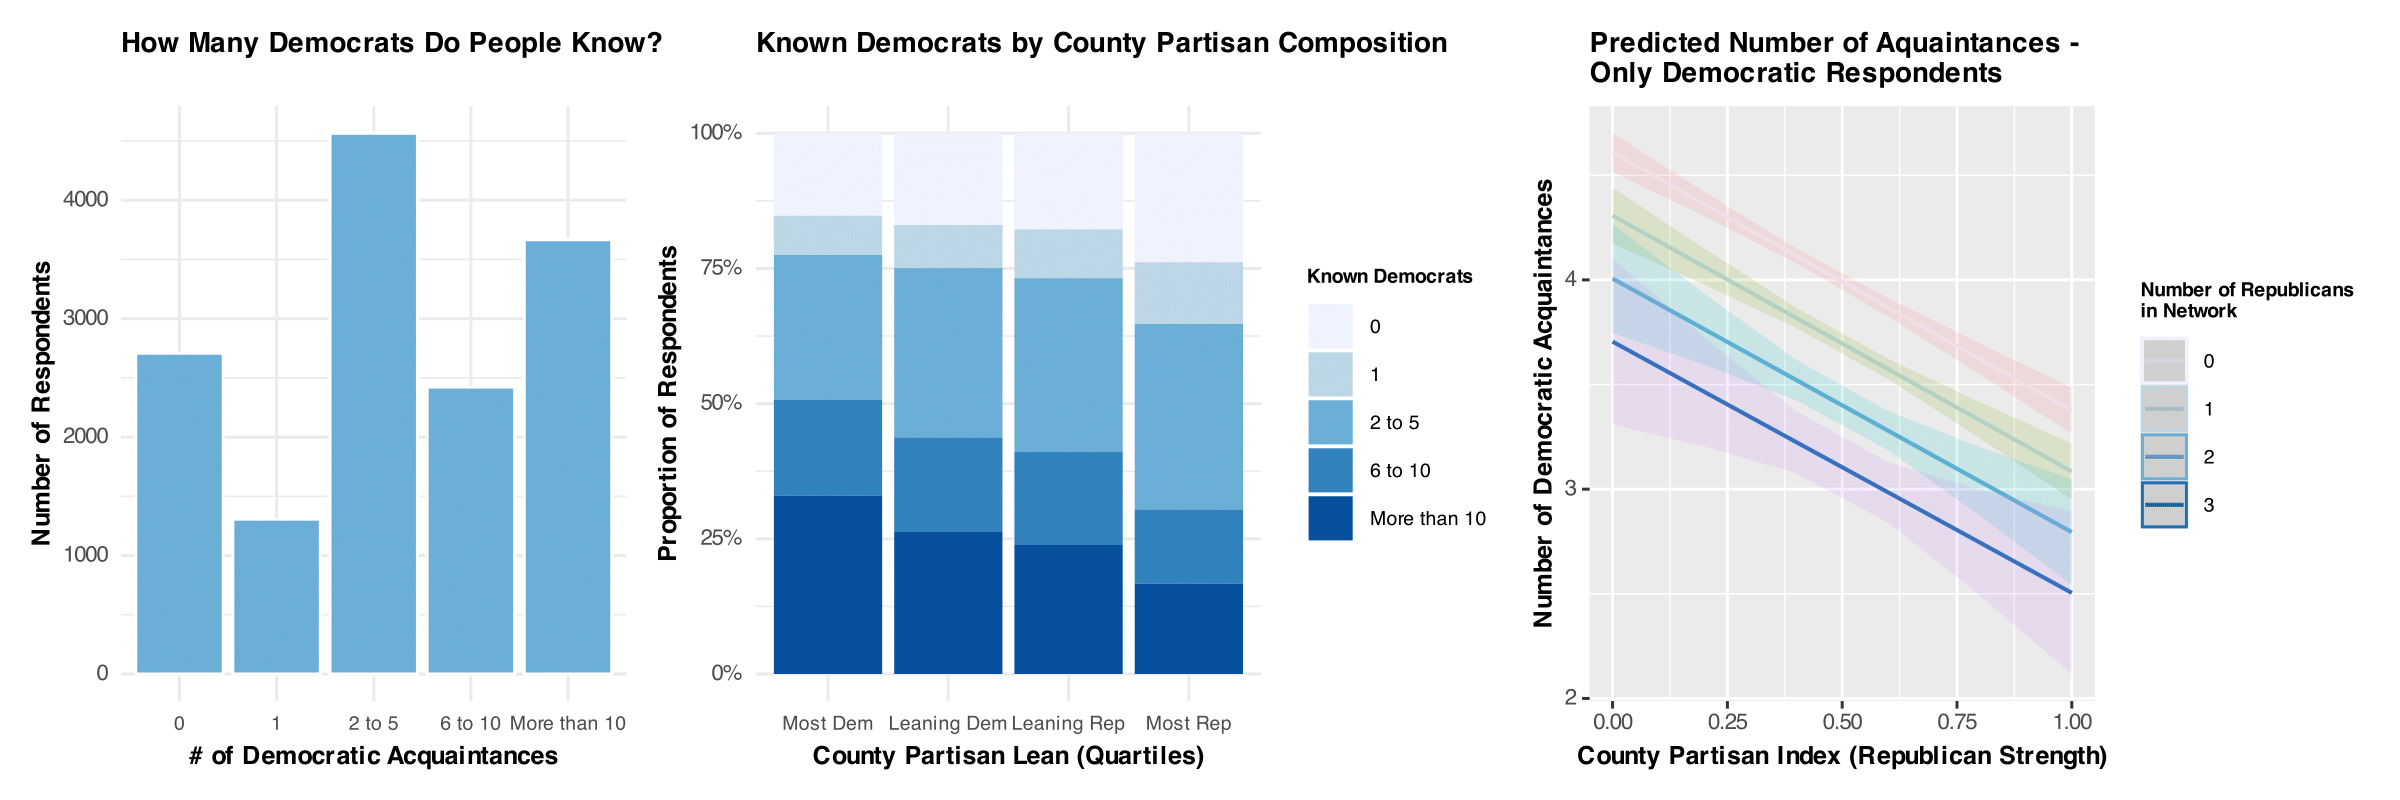 How Many Democrats Do People Know?
Number of Respondents
4000
3000
2000
1000
0
0
1
2 to 5
6 to 10
More than 10
# of Democratic Acquaintances
Known Democrats by County Partisan Composition
Proportion of Respondents
100%
75%
50%
25%
0%
Most Dem
Leaning Dem
Leaning Rep
Most Rep
County Partisan Lean (Quartiles)
Known Democrats
0
1
2 to 5
6 to 10
More than 10
Predicted Number of Aquaintances -
Only Democratic Respondents
Number of Democratic Acquaintances
4
3
2
0.00
0.25
0.50
0.75
1.00
County Partisan Index (Republican Strength)
Number of Republicans
in Network
0
1
2
3